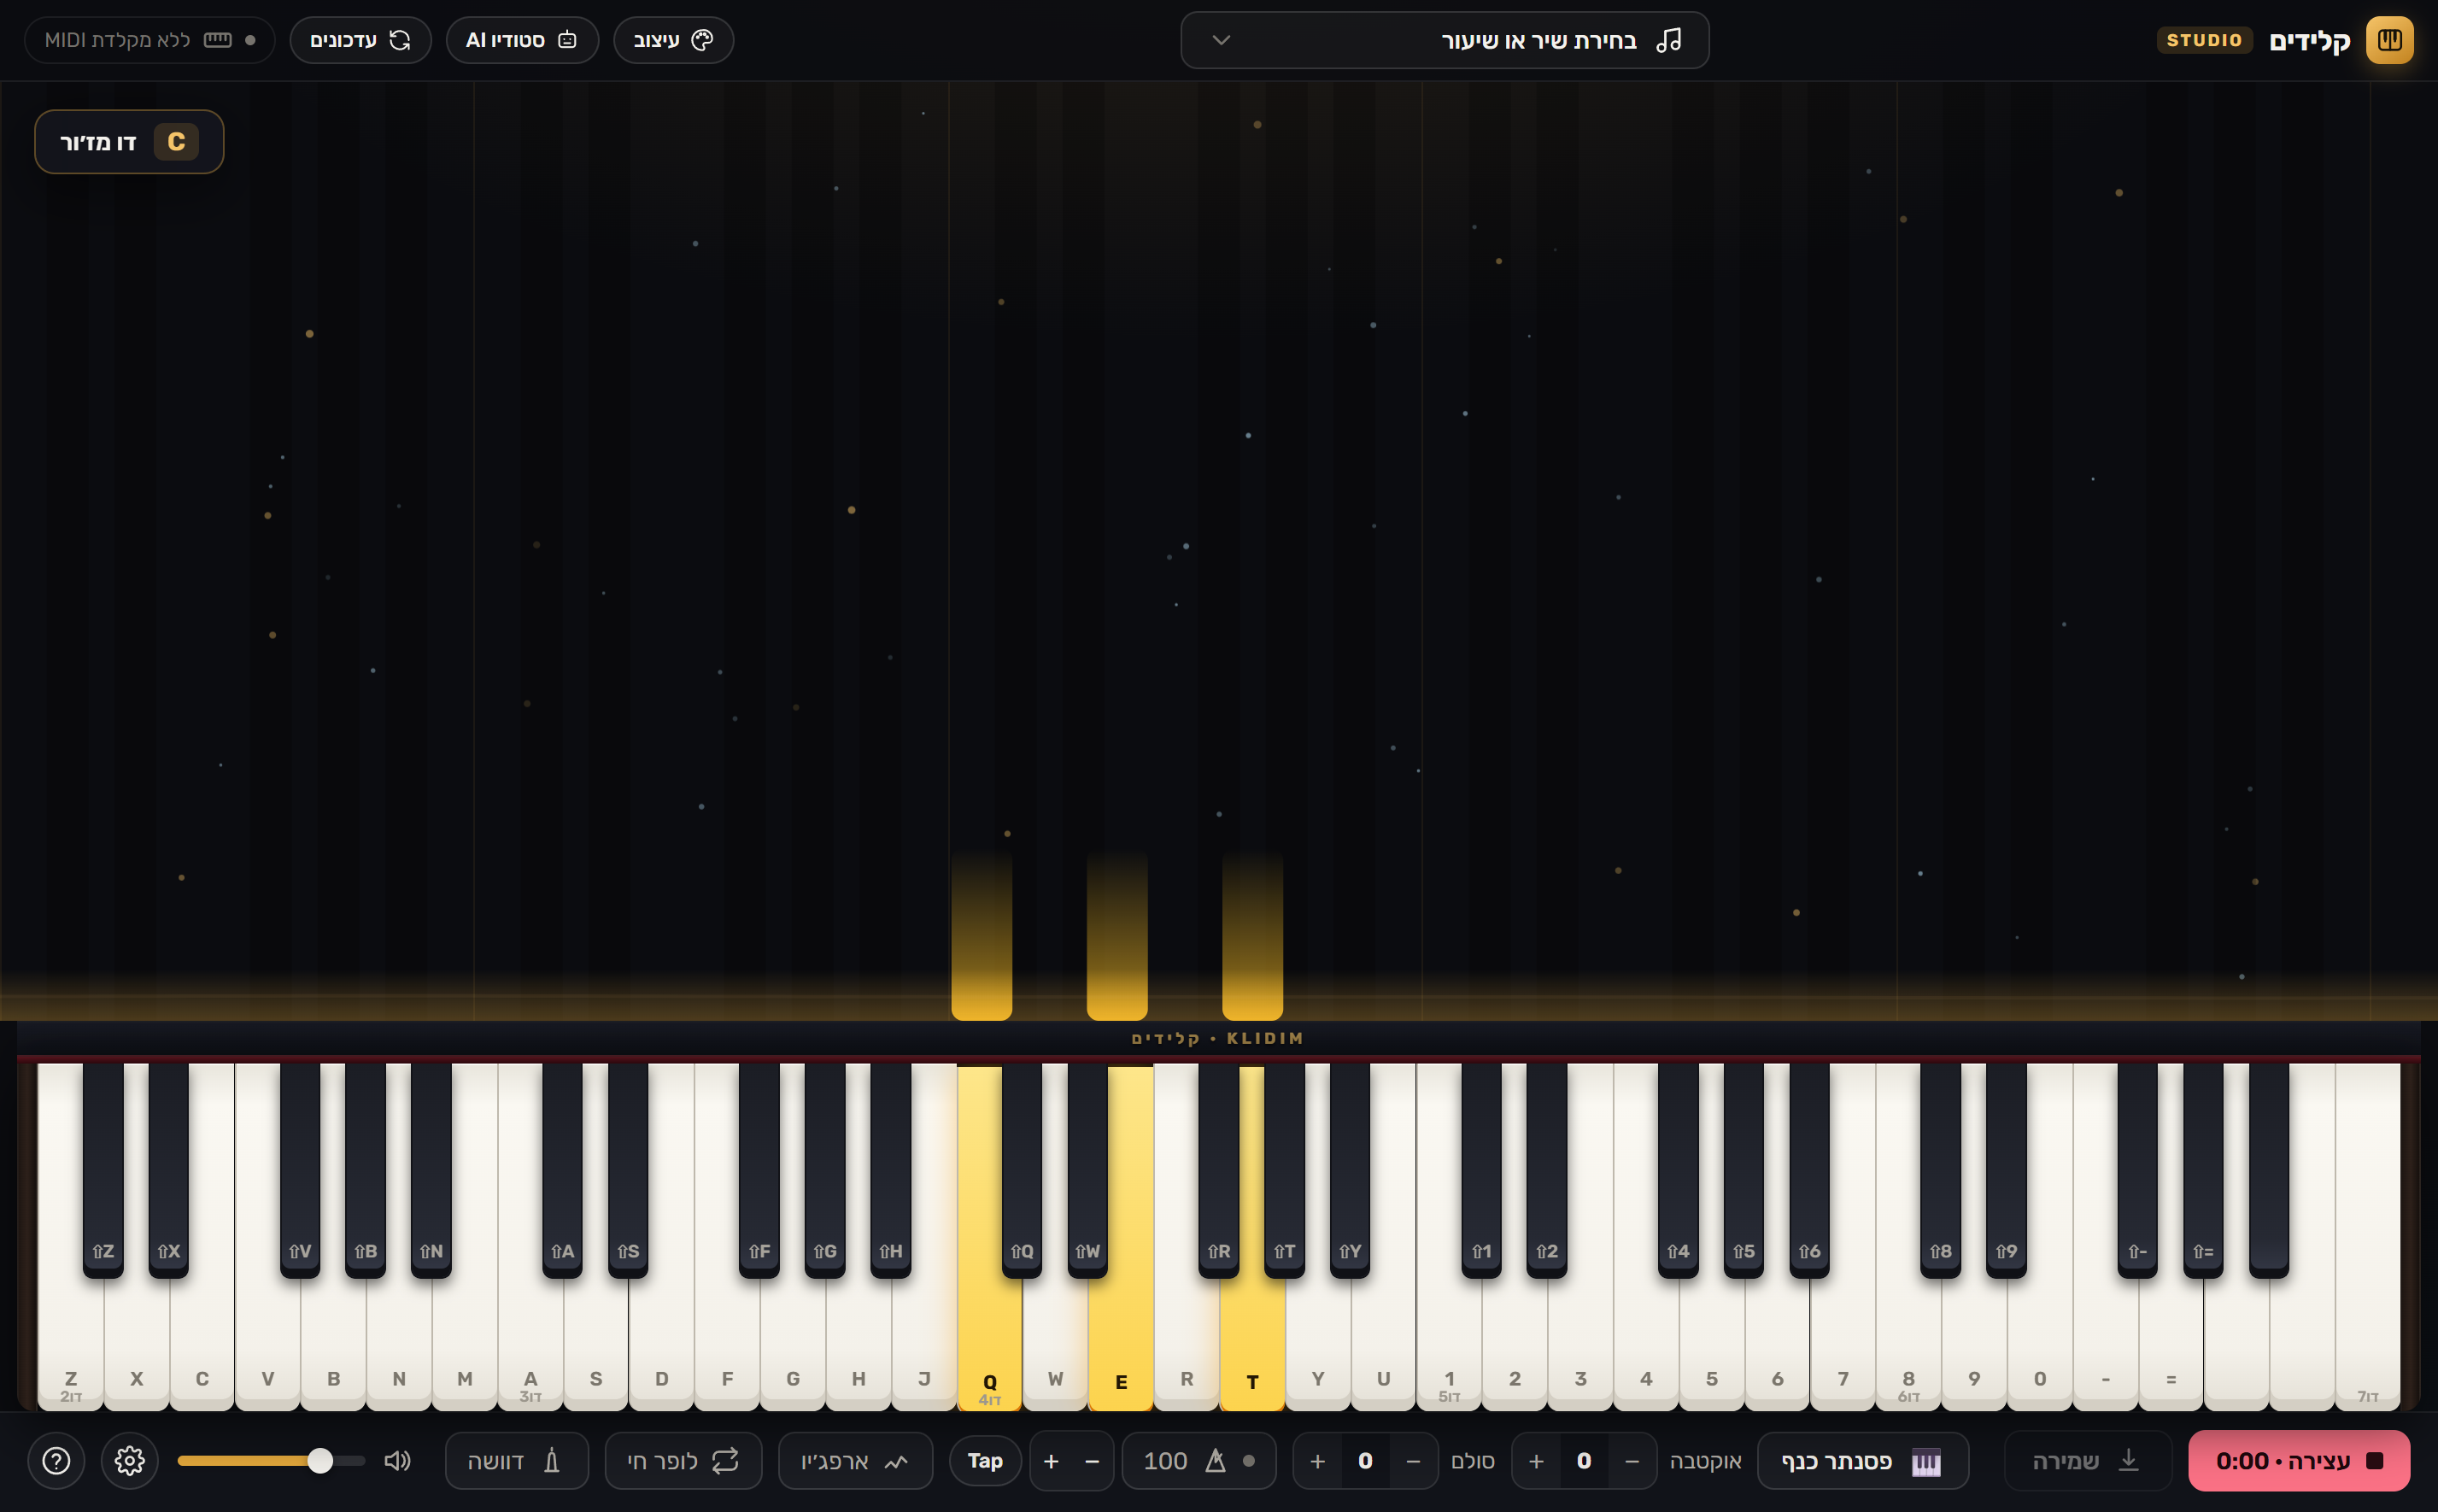 קלידים STUDIO
בחירת שיר או שיעור
עיצוב
סטודיו AI
עדכונים
ללא מקלדת MIDI
C דו מז׳ור
קלידים • KLIDIM
⇧Z ⇧X ⇧V ⇧B ⇧N ⇧A ⇧S ⇧F ⇧G ⇧H ⇧Q ⇧W ⇧R ⇧T ⇧Y ⇧1 ⇧2 ⇧4 ⇧5 ⇧6 ⇧8 ⇧9 ⇧- ⇧=
Z X C V B N M A S D F G H J Q W E R T Y U 1 2 3 4 5 6 7 8 9 0 - =
דו2 דו3 דו4 דו5 דו6 דו7
עצירה • 0:00
שמירה
פסנתר כנף
אוקטבה − 0 +
סולם − 0 +
100
− +
Tap
ארפג׳יו
לופר חי
דוושה